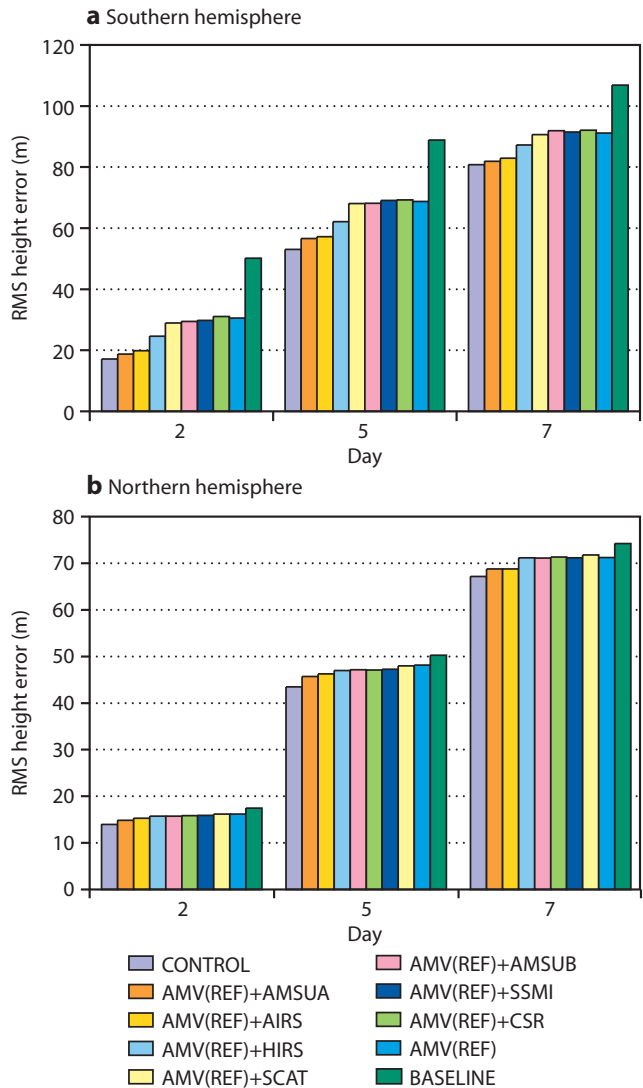 a Southern hemisphere
RMS height error (m)
120
100
80
60
40
20
0
2 5 7
Day
b Northern hemisphere
RMS height error (m)
80
70
60
50
40
30
20
10
0
2 5 7
Day
CONTROL
AMV(REF)+AMSUA
AMV(REF)+AIRS
AMV(REF)+HIRS
AMV(REF)+SCAT
AMV(REF)+AMSUB
AMV(REF)+SSMI
AMV(REF)+CSR
AMV(REF)
BASELINE